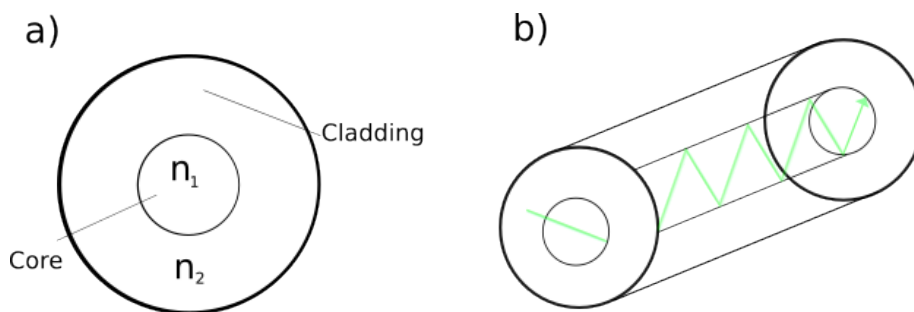 a)
b)
Cladding
n₁
Core
n₂